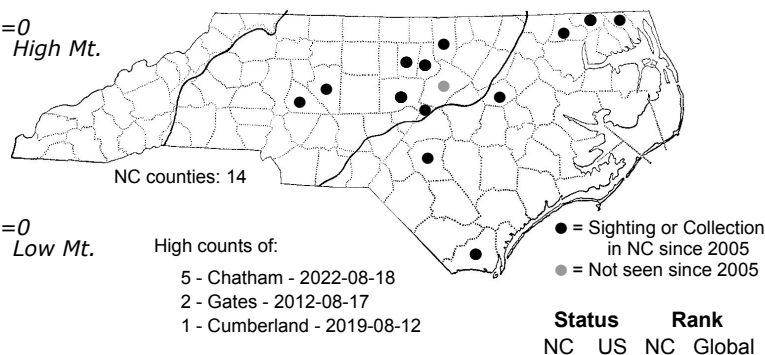 =0
High Mt.
NC counties: 14
=0
Low Mt.
High counts of:
5 - Chatham - 2022-08-18
2 - Gates - 2012-08-17
1 - Cumberland - 2019-08-12
= Sighting or Collection
in NC since 2005
= Not seen since 2005
Status Rank
NC US NC Global